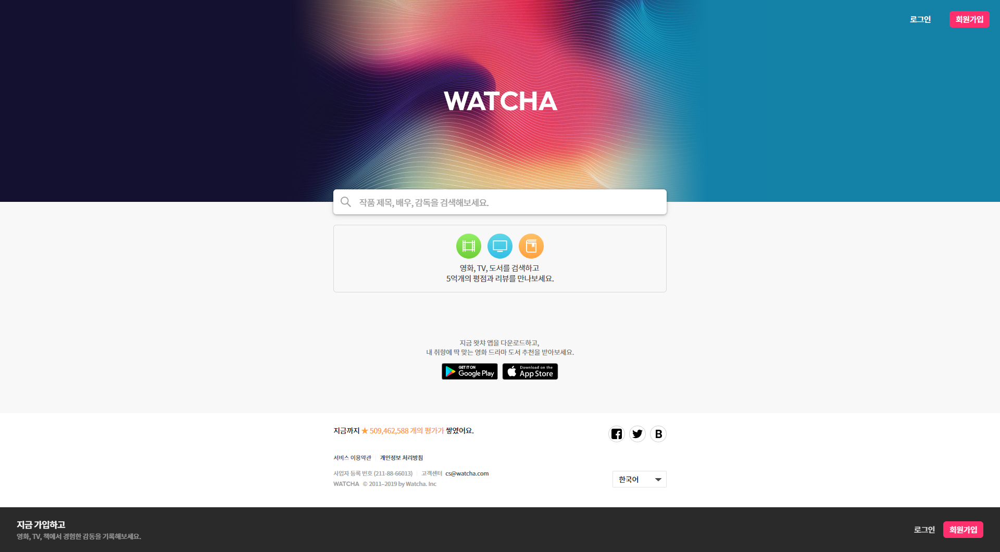 로그인
회원가입
WATCHA
작품 제목, 배우, 감독을 검색해보세요.
영화, TV, 도서를 검색하고
5억개의 평점과 리뷰를 만나보세요.
지금 왓챠 앱을 다운로드하고,
내 취향에 딱 맞는 영화 드라마 도서 추천을 받아보세요.
GET IT ON
Google Play
Download on the
App Store
지금까지 ★ 509,462,588 개의 평가가 쌓였어요.
B
서비스 이용약관 개인정보 처리방침
사업자 등록 번호 (211-88-66013) 고객센터 cs@watcha.com
WATCHA © 2011–2019 by Watcha. Inc
한국어
지금 가입하고
영화, TV, 책에서 경험한 감동을 기록해보세요.
로그인
회원가입